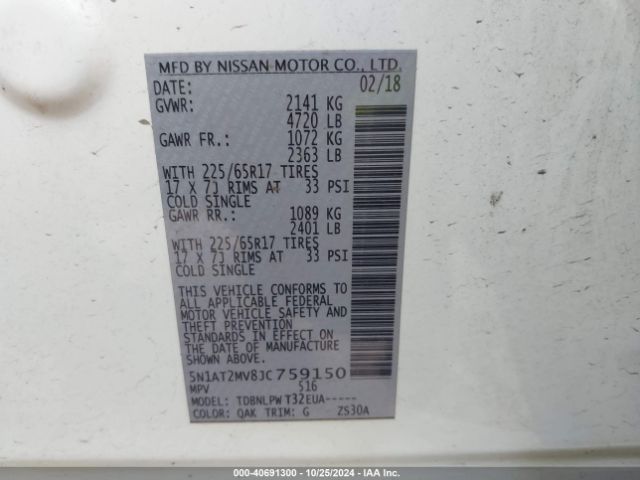 MFD BY NISSAN MOTOR CO., LTD.
DATE: 02/18
GVWR: 2141 KG
4720 LB
GAWR FR.: 1072 KG
2363 LB
WITH 225/65R17 TIRES
17 X 7J RIMS AT 33 PSI
COLD SINGLE
GAWR RR.: 1089 KG
2401 LB
WITH 225/65R17 TIRES
17 X 7J RIMS AT 33 PSI
COLD SINGLE
THIS VEHICLE CONFORMS TO
ALL APPLICABLE FEDERAL
MOTOR VEHICLE SAFETY AND
THEFT PREVENTION
STANDARDS IN EFFECT ON
THE DATE OF MANUFACTURE
SHOWN ABOVE.
5N1AT2MV8JC759150
MPV S16
MODEL: TDBNLPWT32EUA-----
COLOR: QAK TRIM: G ZS30A
000-40691300 - 10/25/2024 - IAA Inc.